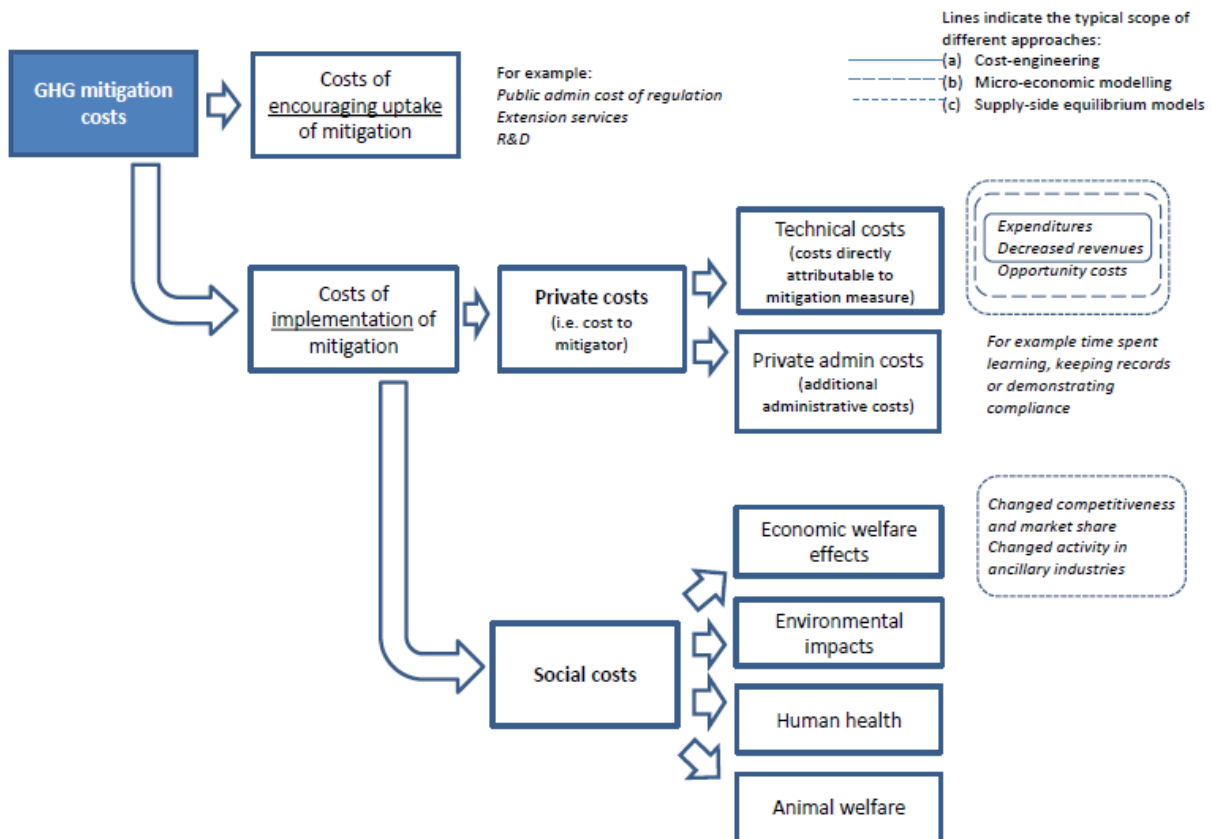 Lines indicate the typical scope of
different approaches:
(a) Cost-engineering
(b) Micro-economic modelling
(c) Supply-side equilibrium models
GHG mitigation
costs
Costs of
encouraging uptake
of mitigation
For example:
Public admin cost of regulation
Extension services
R&D
Costs of
implementation of
mitigation
Private costs
(i.e. cost to
mitigator)
Technical costs
(costs directly
attributable to
mitigation measure)
Expenditures
Decreased revenues
Opportunity costs
Private admin costs
(additional
administrative costs)
For example time spent
learning, keeping records
or demonstrating
compliance
Social costs
Economic welfare
effects
Changed competitiveness
and market share
Changed activity in
ancillary industries
Environmental
impacts
Human health
Animal welfare